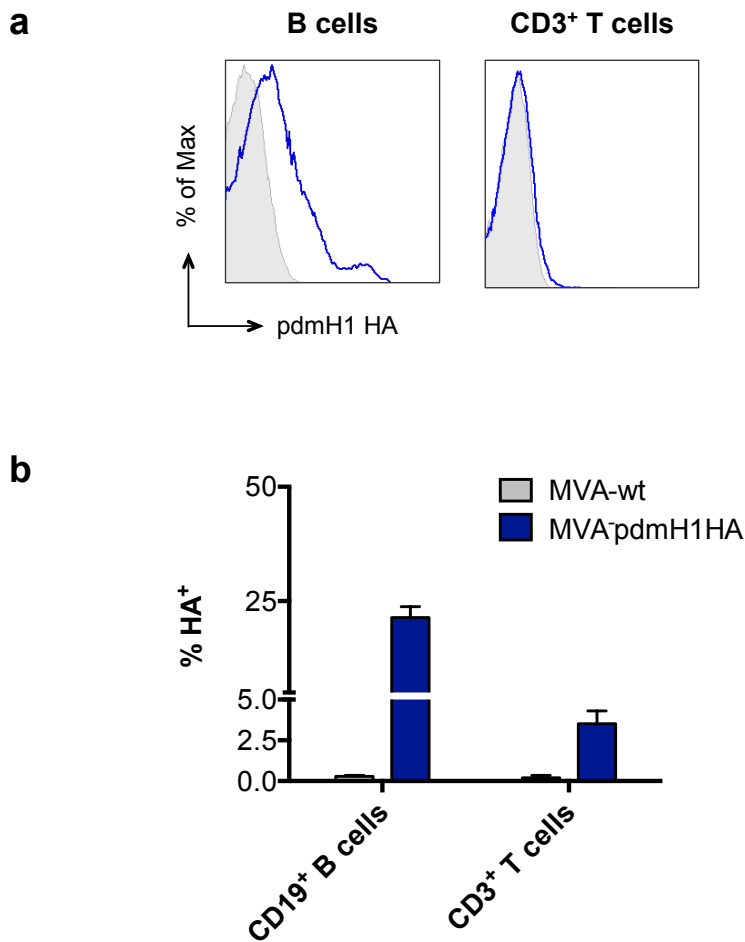 a
B cells
CD3⁺ T cells
% of Max
pdmH1 HA
b
% HA⁺
50
25
5.0
2.5
0.0
MVA-wt
MVA-pdmH1HA
CD19⁺ B cells
CD3⁺ T cells